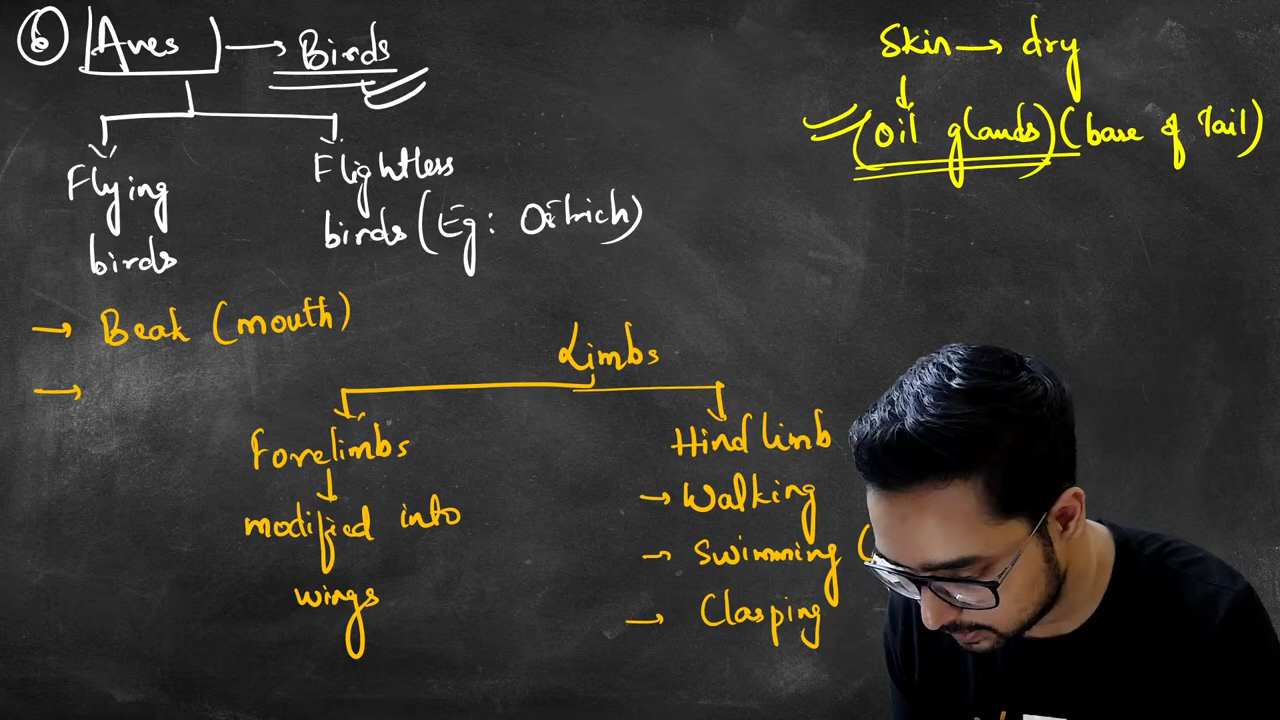 6 Aves → Birds
Flying birds
Flightless birds (Eg: Ostrich)
Skin → dry
(Oil glands) (base of Tail)
→ Beak (mouth)
→
Limbs
Forelimbs
modified into
wings
Hind limb
→ Walking
→ Swimming (
→ Clasping